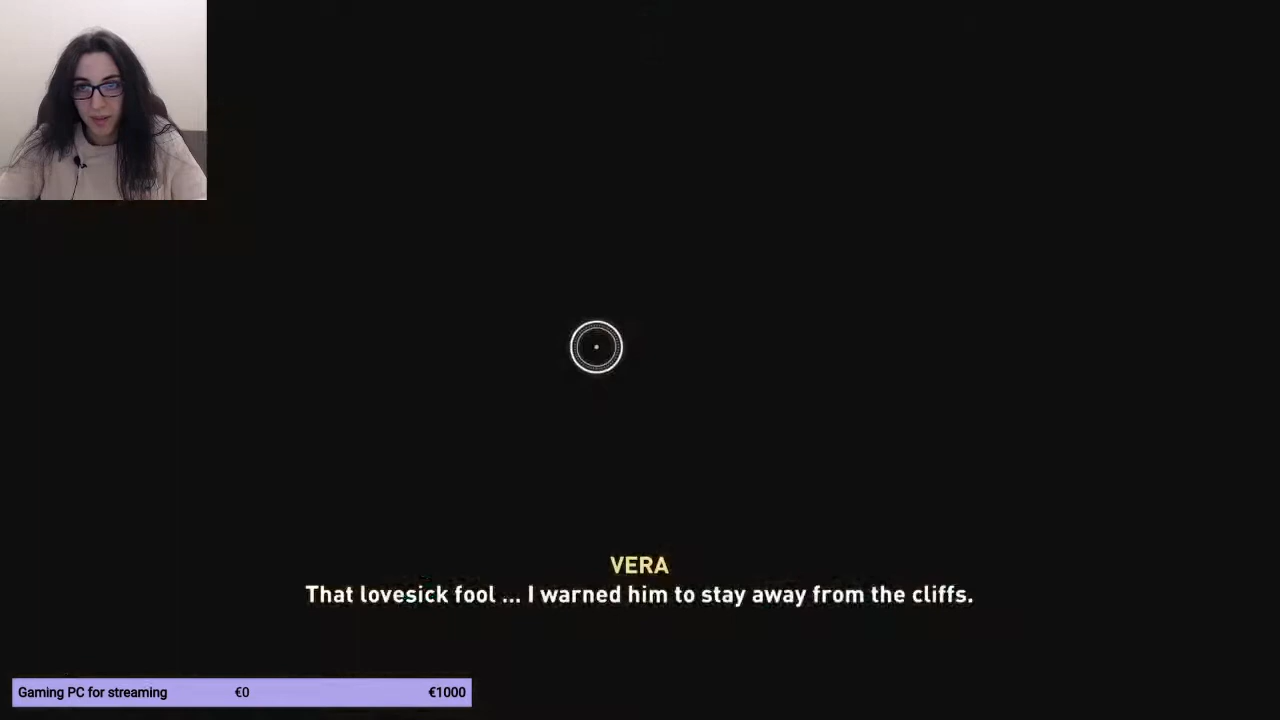 VERA
That lovesick fool ... I warned him to stay away from the cliffs.
Gaming PC for streaming €0 €1000